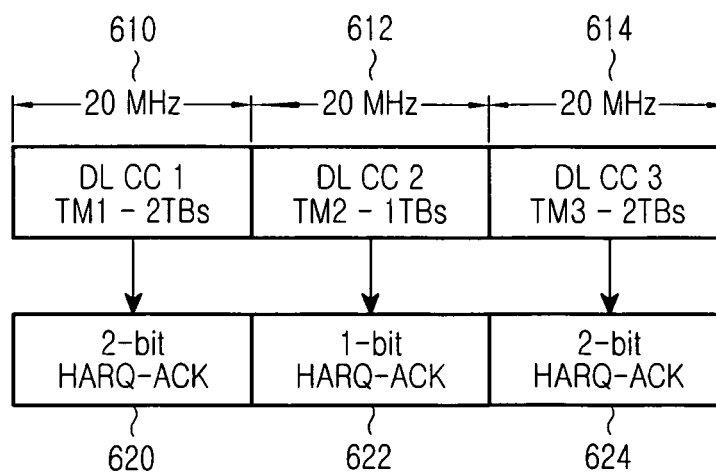 610 612 614
20 MHz 20 MHz 20 MHz
DL CC 1 DL CC 2 DL CC 3
TM1 - 2TBs TM2 - 1TBs TM3 - 2TBs
2-bit 1-bit 2-bit
HARQ-ACK HARQ-ACK HARQ-ACK
620 622 624